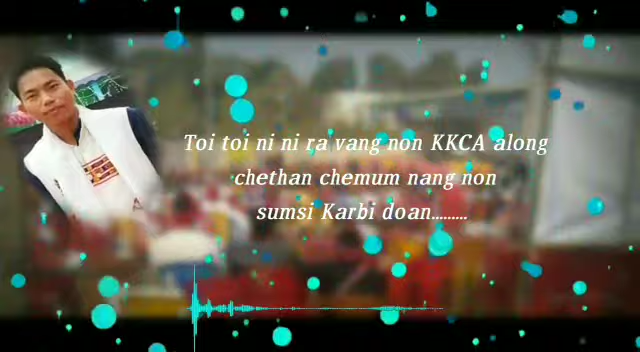 Toi toi ni ni ra vang non KKCA along
chethan chemum nang non
sumsi Karbi doan.........